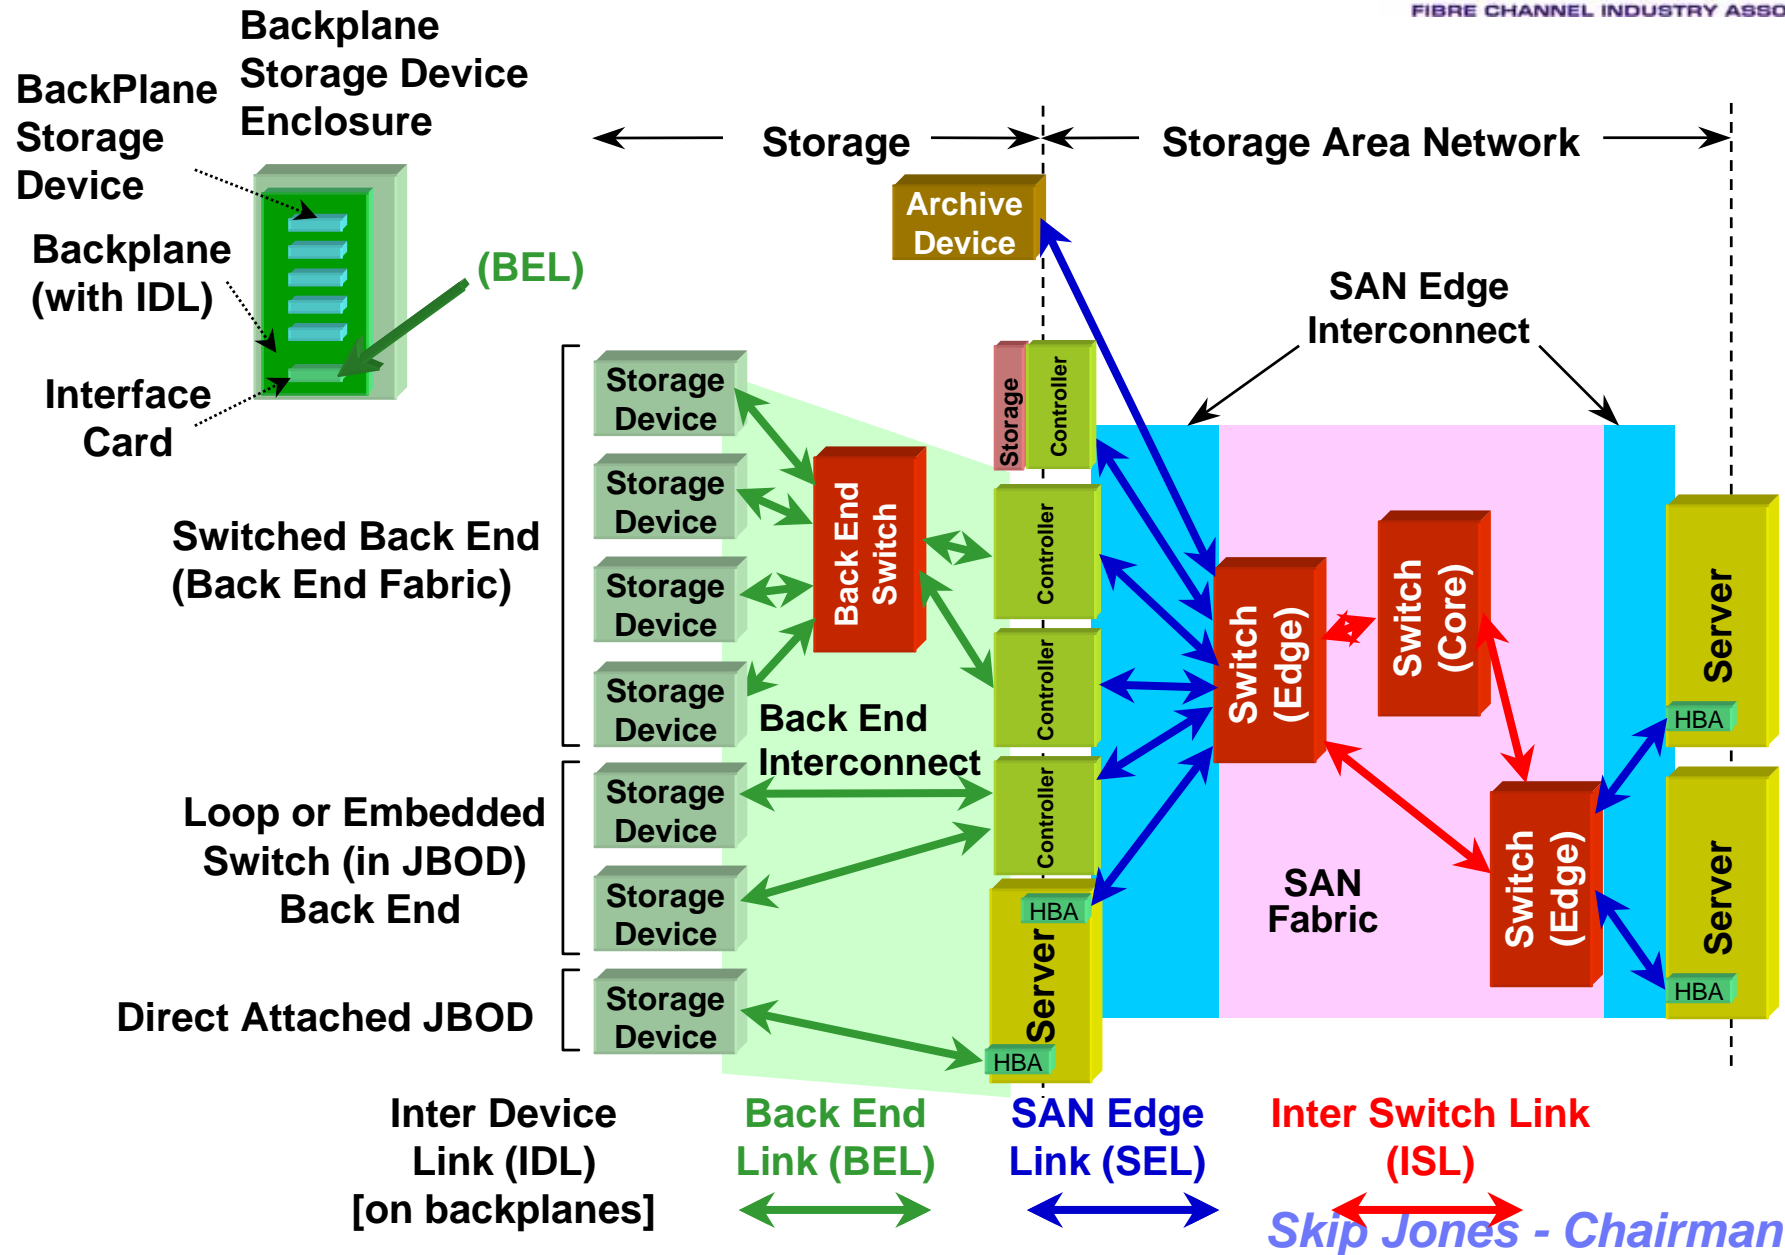 FIBRE CHANNEL INDUSTRY
Backplane
Storage Device
Enclosure
BackPlane
Storage
Device
Backplane
(with IDL)
Interface
Card
(BEL)
Storage
Storage Area Network
Archive
Device
SAN Edge
Interconnect
Storage
Controller
Storage
Device
Storage
Device
Storage
Device
Storage
Device
Switched Back End
(Back End Fabric)
Back End
Switch
Controller
Controller
Back End
Interconnect
Switch
(Edge)
Switch
(Core)
Server
HBA
Loop or Embedded
Switch (in JBOD)
Back End
Storage
Device
Storage
Device
Controller
HBA
Server
HBA
SAN
Fabric
Switch
(Edge)
Server
HBA
Direct Attached JBOD
Storage
Device
Inter Device
Link (IDL)
[on backplanes]
Back End
Link (BEL)
SAN Edge
Link (SEL)
Inter Switch Link
(ISL)
Skip Jones - Chairman